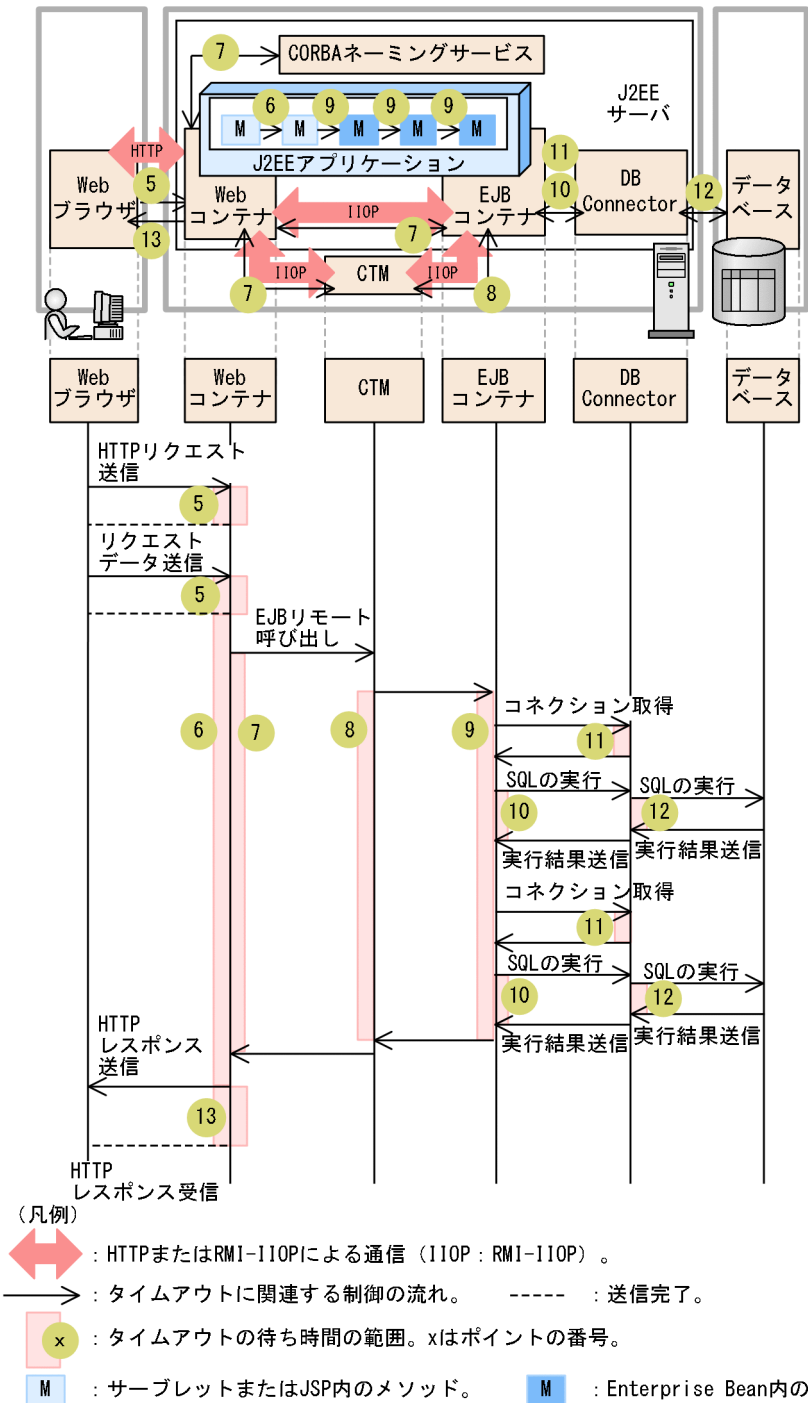 7
CORBAネーミングサービス
J2EE
サーバ
6
9
9
9
M
M
M
M
M
J2EEアプリケーション
HTTP
5
13
Web
ブラウザ
Web
コンテナ
IIOP
7
EJB
コンテナ
11
10
DB
Connector
12
データ
ベース
IIOP
7
CTM
IIOP
8
Web
ブラウザ
Web
コンテナ
CTM
EJB
コンテナ
DB
Connector
データ
ベース
HTTPリクエスト
送信
5
リクエスト
データ送信
5
EJBリモート
呼び出し
6
7
8
9
コネクション取得
11
SQLの実行
SQLの実行
10
12
実行結果送信
実行結果送信
コネクション取得
11
SQLの実行
SQLの実行
10
12
実行結果送信
実行結果送信
HTTP
レスポンス
送信
13
HTTP
レスポンス受信
(凡例)
：HTTPまたはRMI-IIOPによる通信（IIOP：RMI-IIOP）。
：タイムアウトに関連する制御の流れ。
：送信完了。
x
：タイムアウトの待ち時間の範囲。xはポイントの番号。
M
：サーブレットまたはJSP内のメソッド。
M
：Enterprise Bean内の